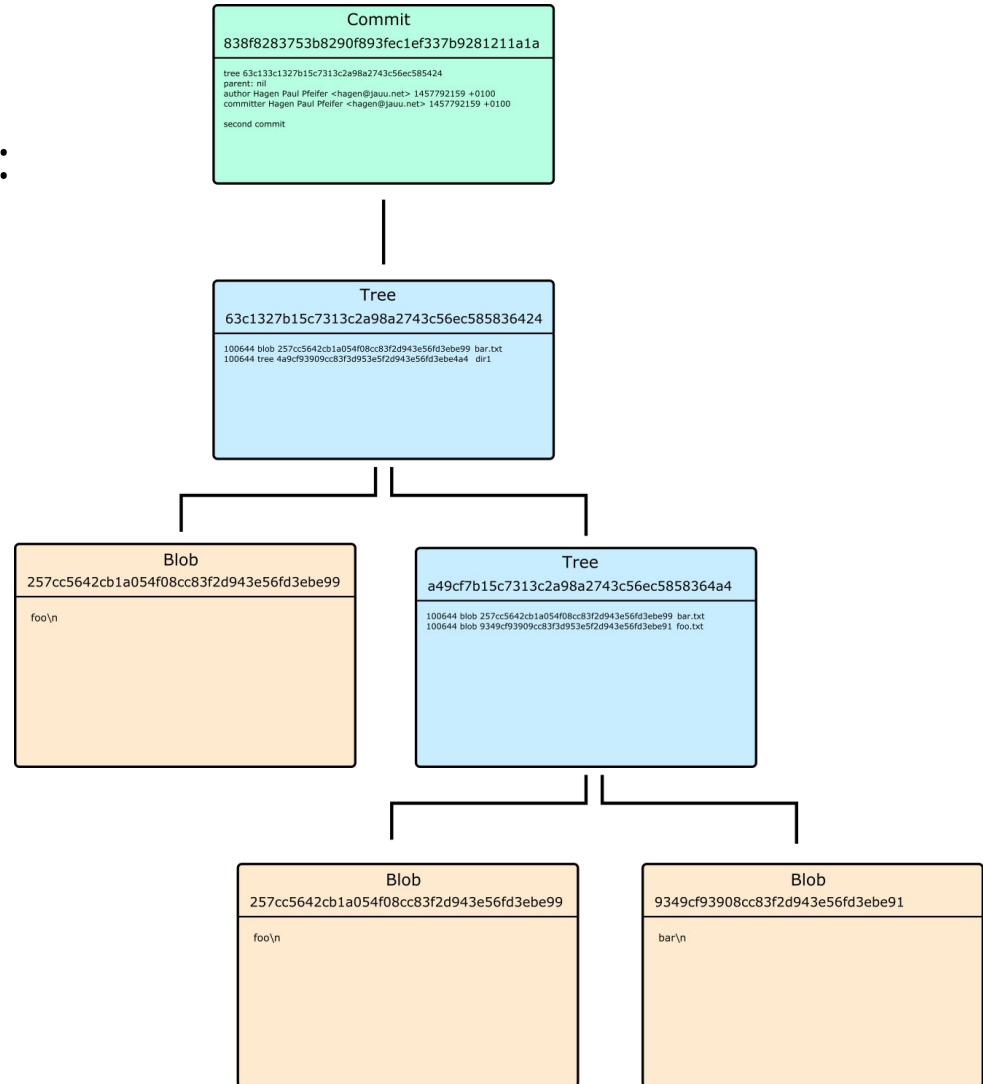 Commit
838f8283753b8290f893fec1ef337b9281211a1a
tree 63c133c1327b15c7313c2a98a2743c56ec585424
parent: nil
author Hagen Paul Pfeifer <hagen@jauu.net> 1457792159 +0100
committer Hagen Paul Pfeifer <hagen@jauu.net> 1457792159 +0100
second commit
:
Tree
63c1327b15c7313c2a98a2743c56ec585836424
100644 blob 257cc5642cb1a054f08cc83f2d943e56fd3ebe99 bar.txt
100644 tree 4a9cf93909cc83f3d953e5f2d943e56fd3ebe4a4 dir1
Blob
257cc5642cb1a054f08cc83f2d943e56fd3ebe99
foo\n
Tree
a49cf7b15c7313c2a98a2743c56ec5858364a4
100644 blob 257cc5642cb1a054f08cc83f2d943e56fd3ebe99 bar.txt
100644 blob 9349cf93909cc83f3d953e5f2d943e56fd3ebe91 foo.txt
Blob
257cc5642cb1a054f08cc83f2d943e56fd3ebe99
foo\n
Blob
9349cf93908cc83f2d943e56fd3ebe91
bar\n